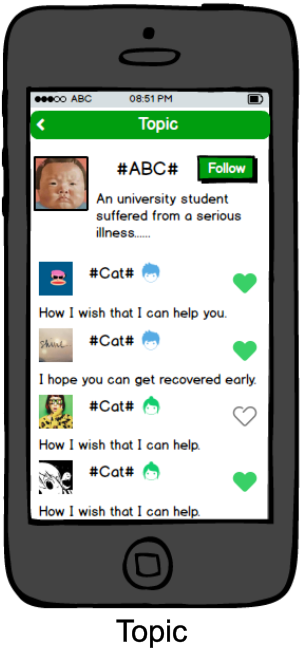 ABC 08:51 PM
Topic
#ABC#
Follow
An university student
suffered from a serious
illness......
#Cat#
How I wish that I can help you.
#Cat#
I hope you can get recovered early.
#Cat#
How I wish that I can help.
#Cat#
How I wish that I can help.
Topic